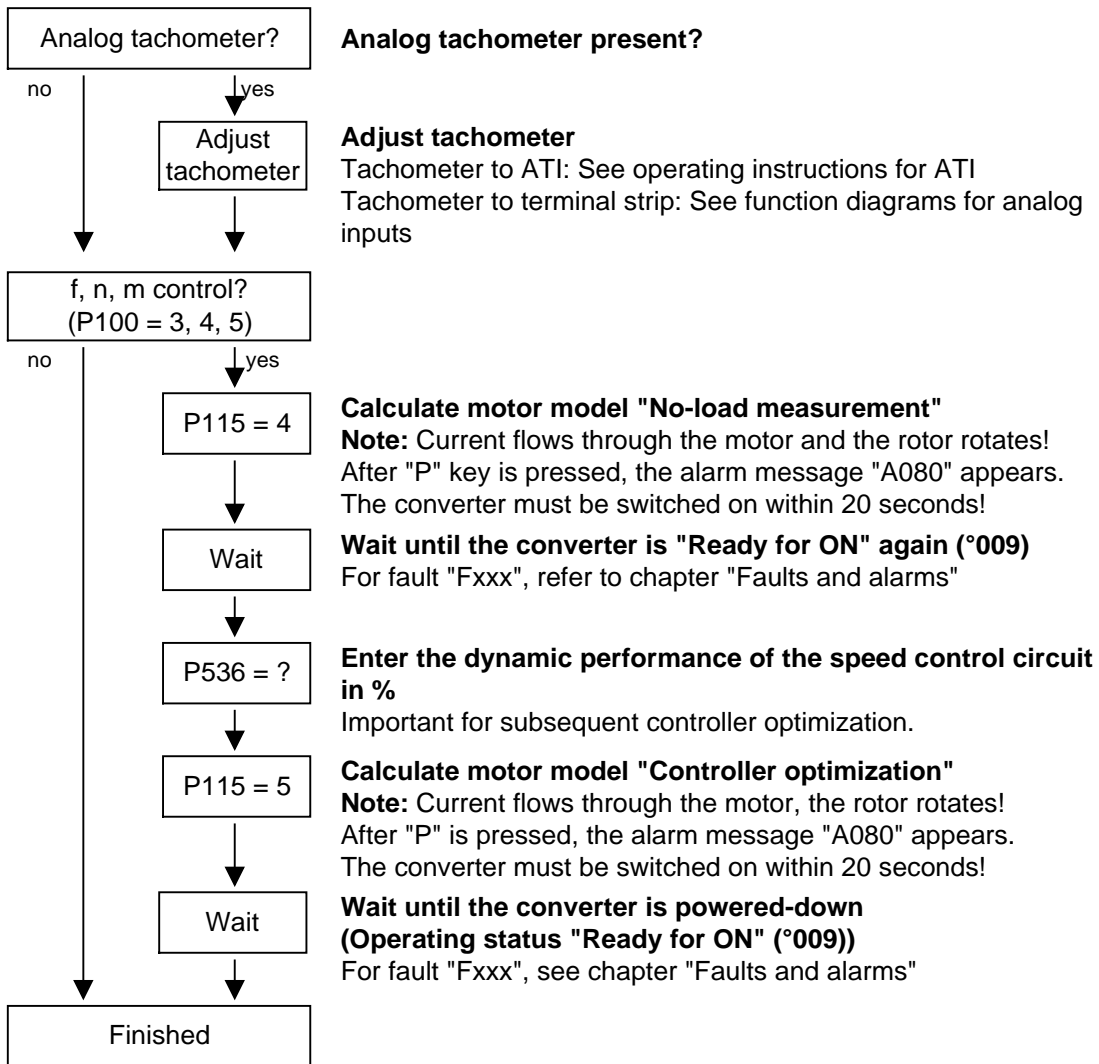 Analog tachometer?
Analog tachometer present?
no
yes
Adjust
tachometer
Adjust tachometer
Tachometer to ATI: See operating instructions for ATI
Tachometer to terminal strip: See function diagrams for analog
inputs
f, n, m control?
(P100 = 3, 4, 5)
no
yes
P115 = 4
Calculate motor model "No-load measurement"
Note: Current flows through the motor and the rotor rotates!
After "P" key is pressed, the alarm message "A080" appears.
The converter must be switched on within 20 seconds!
Wait
Wait until the converter is "Ready for ON" again (°009)
For fault "Fxxx", refer to chapter "Faults and alarms"
P536 = ?
Enter the dynamic performance of the speed control circuit
in %
Important for subsequent controller optimization.
P115 = 5
Calculate motor model "Controller optimization"
Note: Current flows through the motor, the rotor rotates!
After "P" is pressed, the alarm message "A080" appears.
The converter must be switched on within 20 seconds!
Wait
Wait until the converter is powered-down
(Operating status "Ready for ON" (°009))
For fault "Fxxx", see chapter "Faults and alarms"
Finished